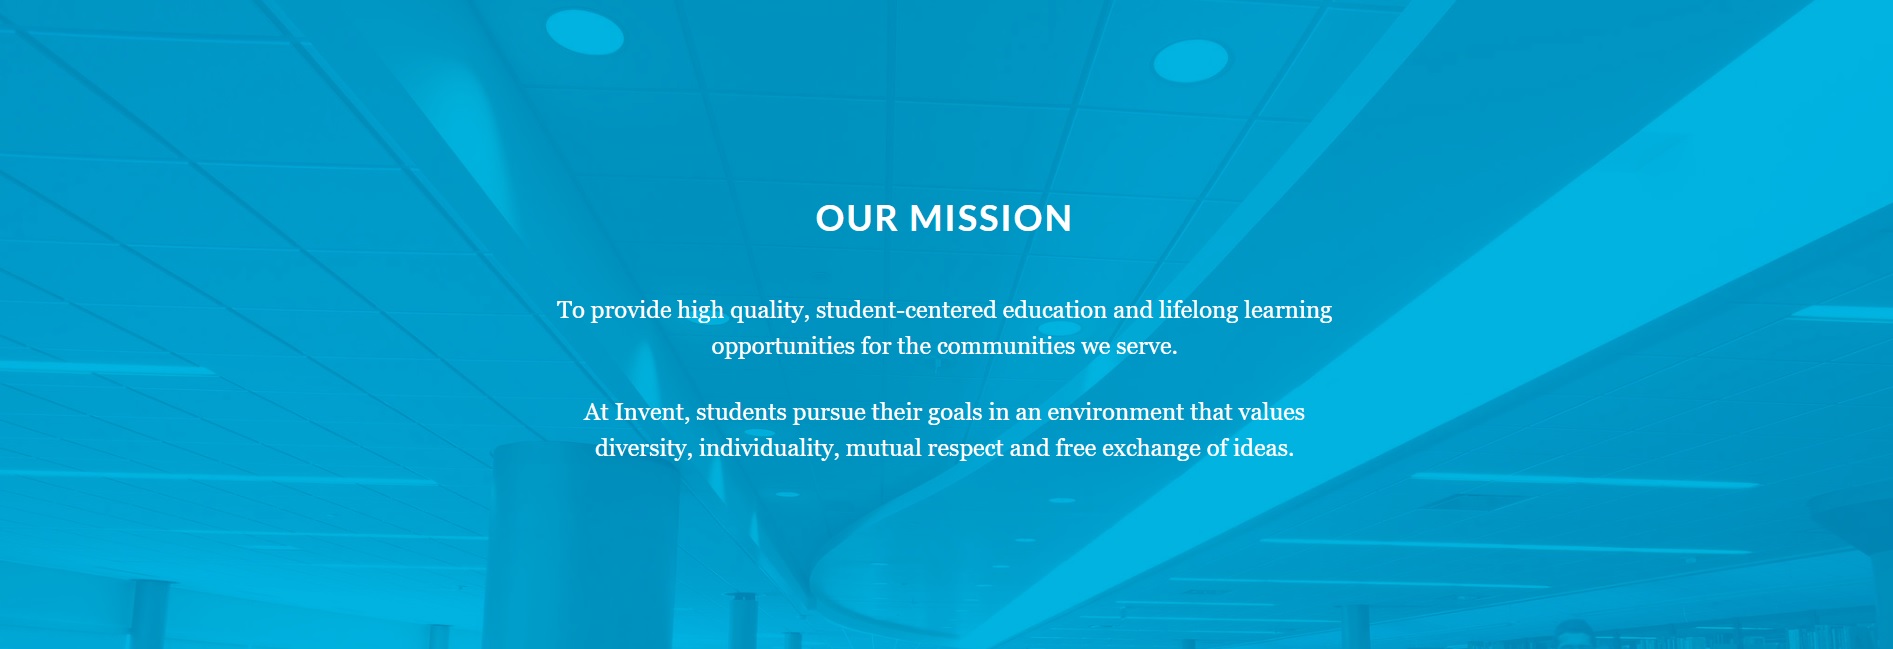 OUR MISSION
To provide high quality, student-centered education and lifelong learning
opportunities for the communities we serve.
At Invent, students pursue their goals in an environment that values
diversity, individuality, mutual respect and free exchange of ideas.